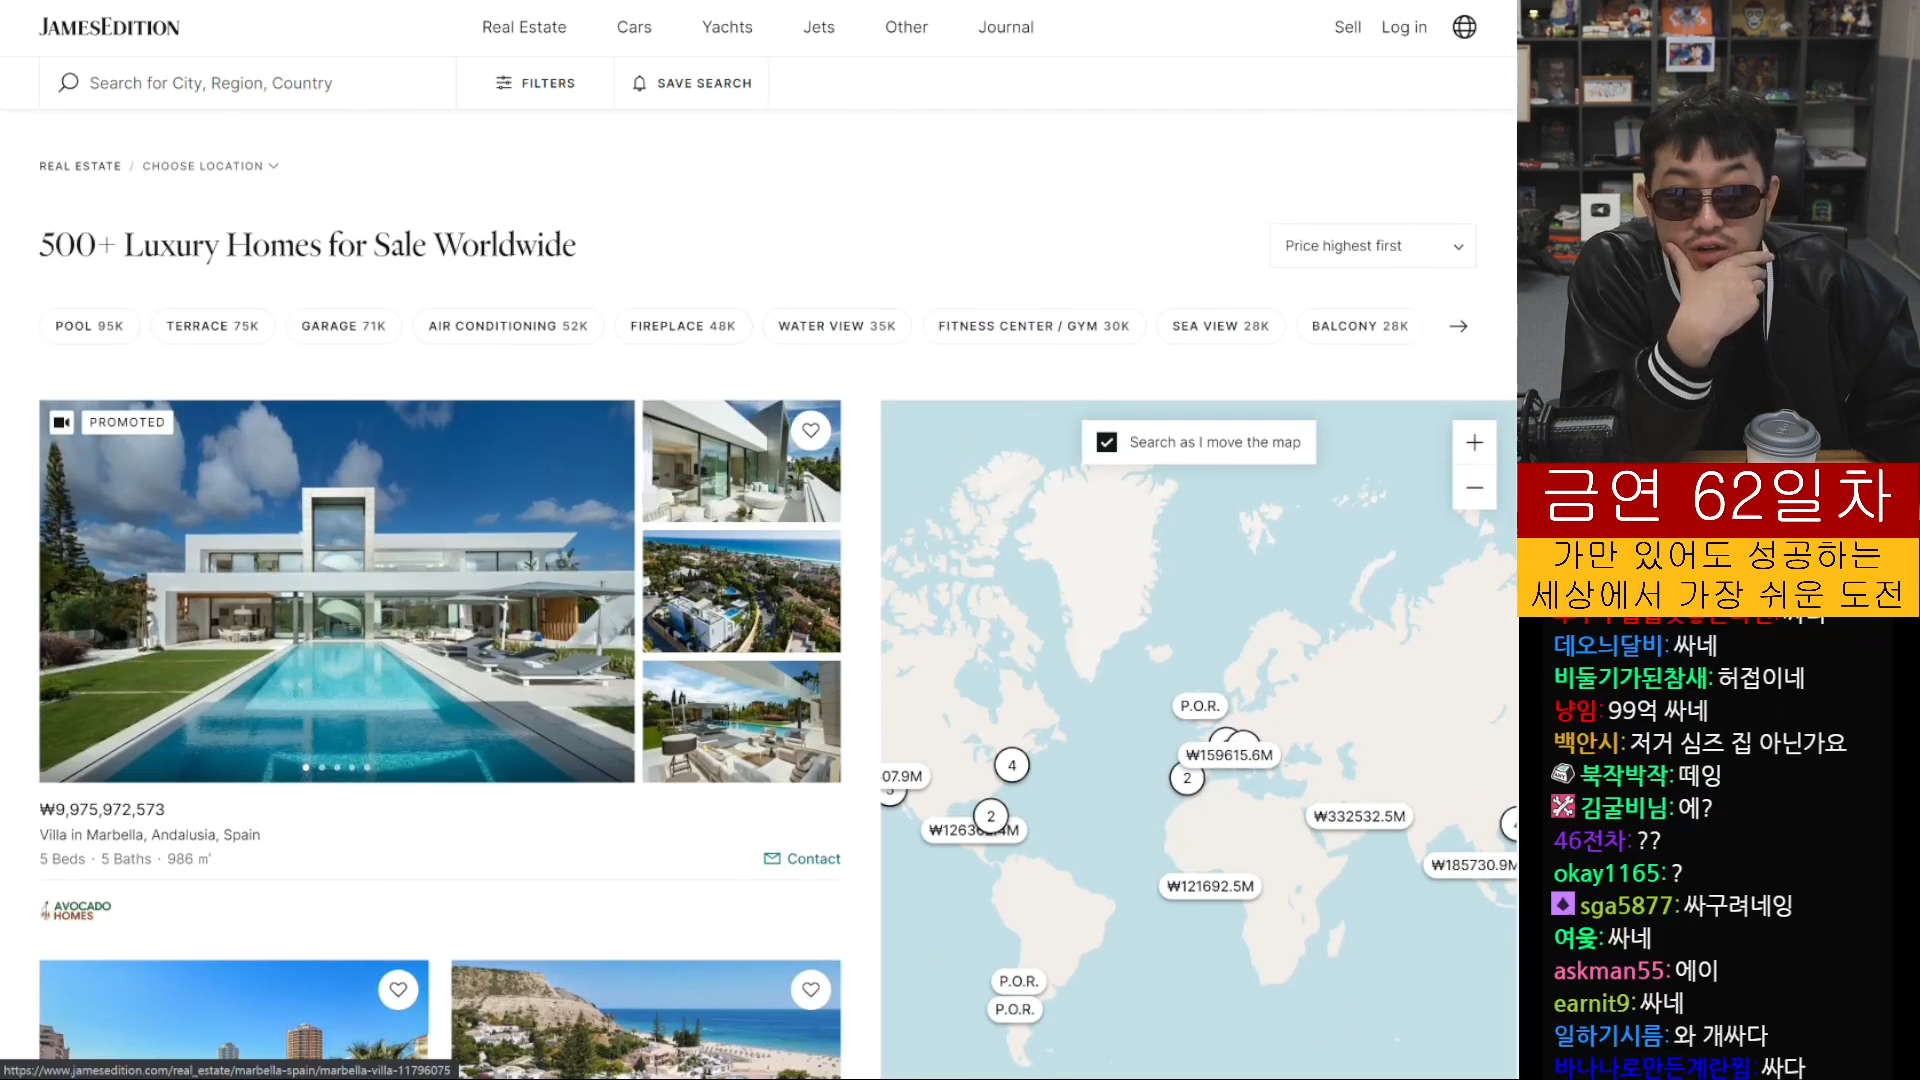 JAMESEDITION
Real Estate
Cars
Yachts
Jets
Other
Journal
Sell
Log in
Search for City, Region, Country
FILTERS
SAVE SEARCH
REAL ESTATE / CHOOSE LOCATION
500+ Luxury Homes for Sale Worldwide
Price highest first
POOL 95K
TERRACE 75K
GARAGE 71K
AIR CONDITIONING 52K
FIREPLACE 48K
WATER VIEW 35K
FITNESS CENTER / GYM 30K
SEA VIEW 28K
BALCONY 28K
PROMOTED
₩9,975,972,573
Villa in Marbella, Andalusia, Spain
5 Beds · 5 Baths · 986 ㎡
Contact
AVOCADO
HOMES
Search as I move the map
P.O.R.
₩159615.6M
4
07.9M
2
2
₩332532.5M
₩185730.9M
₩121692.5M
P.O.R.
P.O.R.
https://www.jamesedition.com/real_estate/marbella-spain/marbella-villa-11796075
금연 62일차
가만 있어도 성공하는
세상에서 가장 쉬운 도전
데오늬달비: 싸네
비둘기가된참새: 허접이네
냥임: 99억 싸네
백안시: 저거 심즈 집 아닌가요
북작박작: 떼잉
김굴비님: 에?
46전차: ??
okay1165: ?
sga5877: 싸구려네잉
여웆: 싸네
askman55: 에이
earnit9: 싸네
일하기시름: 와 개싸다
바나나로만든계란찜: 싸다